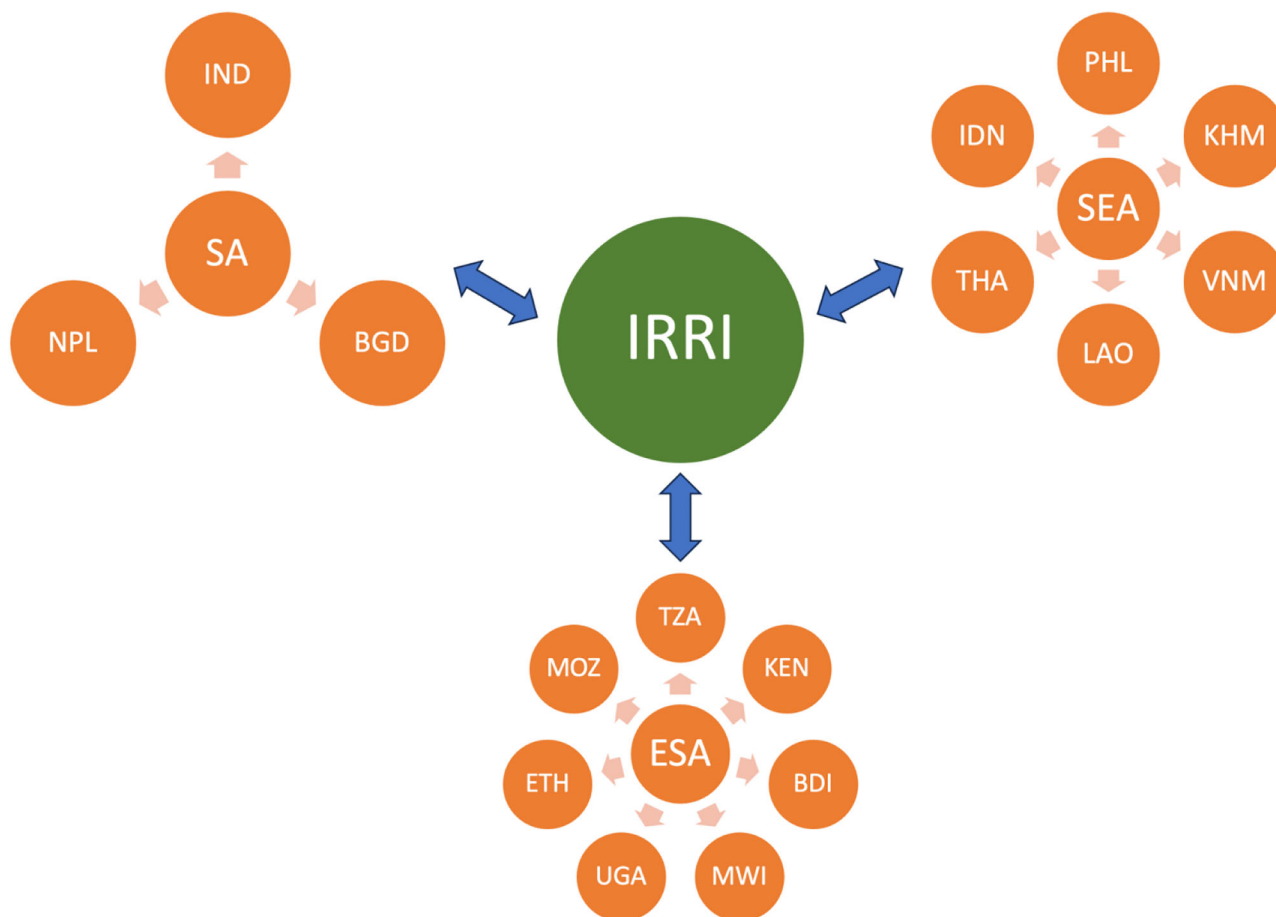 IND
SA
NPL
BGD
IRRI
PHL
IDN
KHM
SEA
THA
VNM
LAO
TZA
MOZ
KEN
ESA
ETH
BDI
UGA
MWI